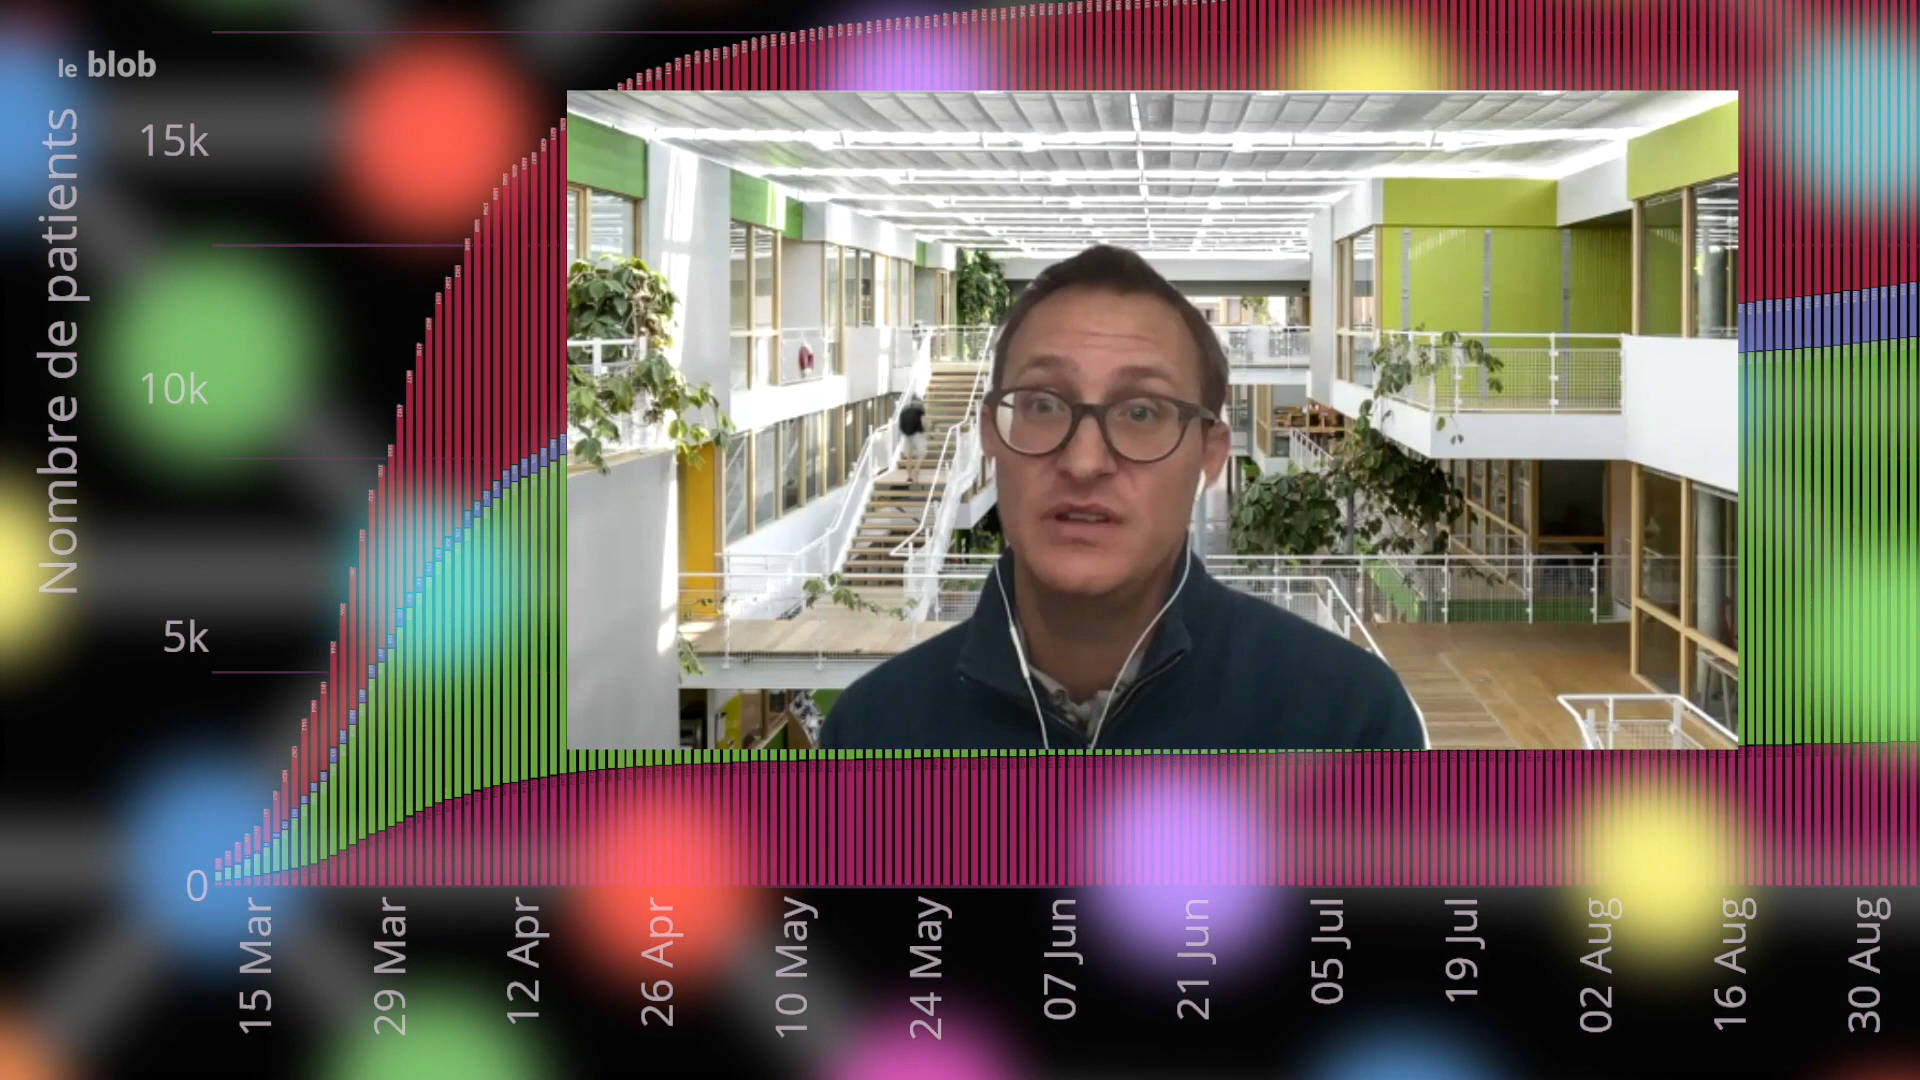 le blob
Nombre de patients
15k
10k
5k
0
15 Mar
29 Mar
12 Apr
26 Apr
10 May
24 May
07 Jun
21 Jun
05 Jul
19 Jul
02 Aug
16 Aug
30 Aug